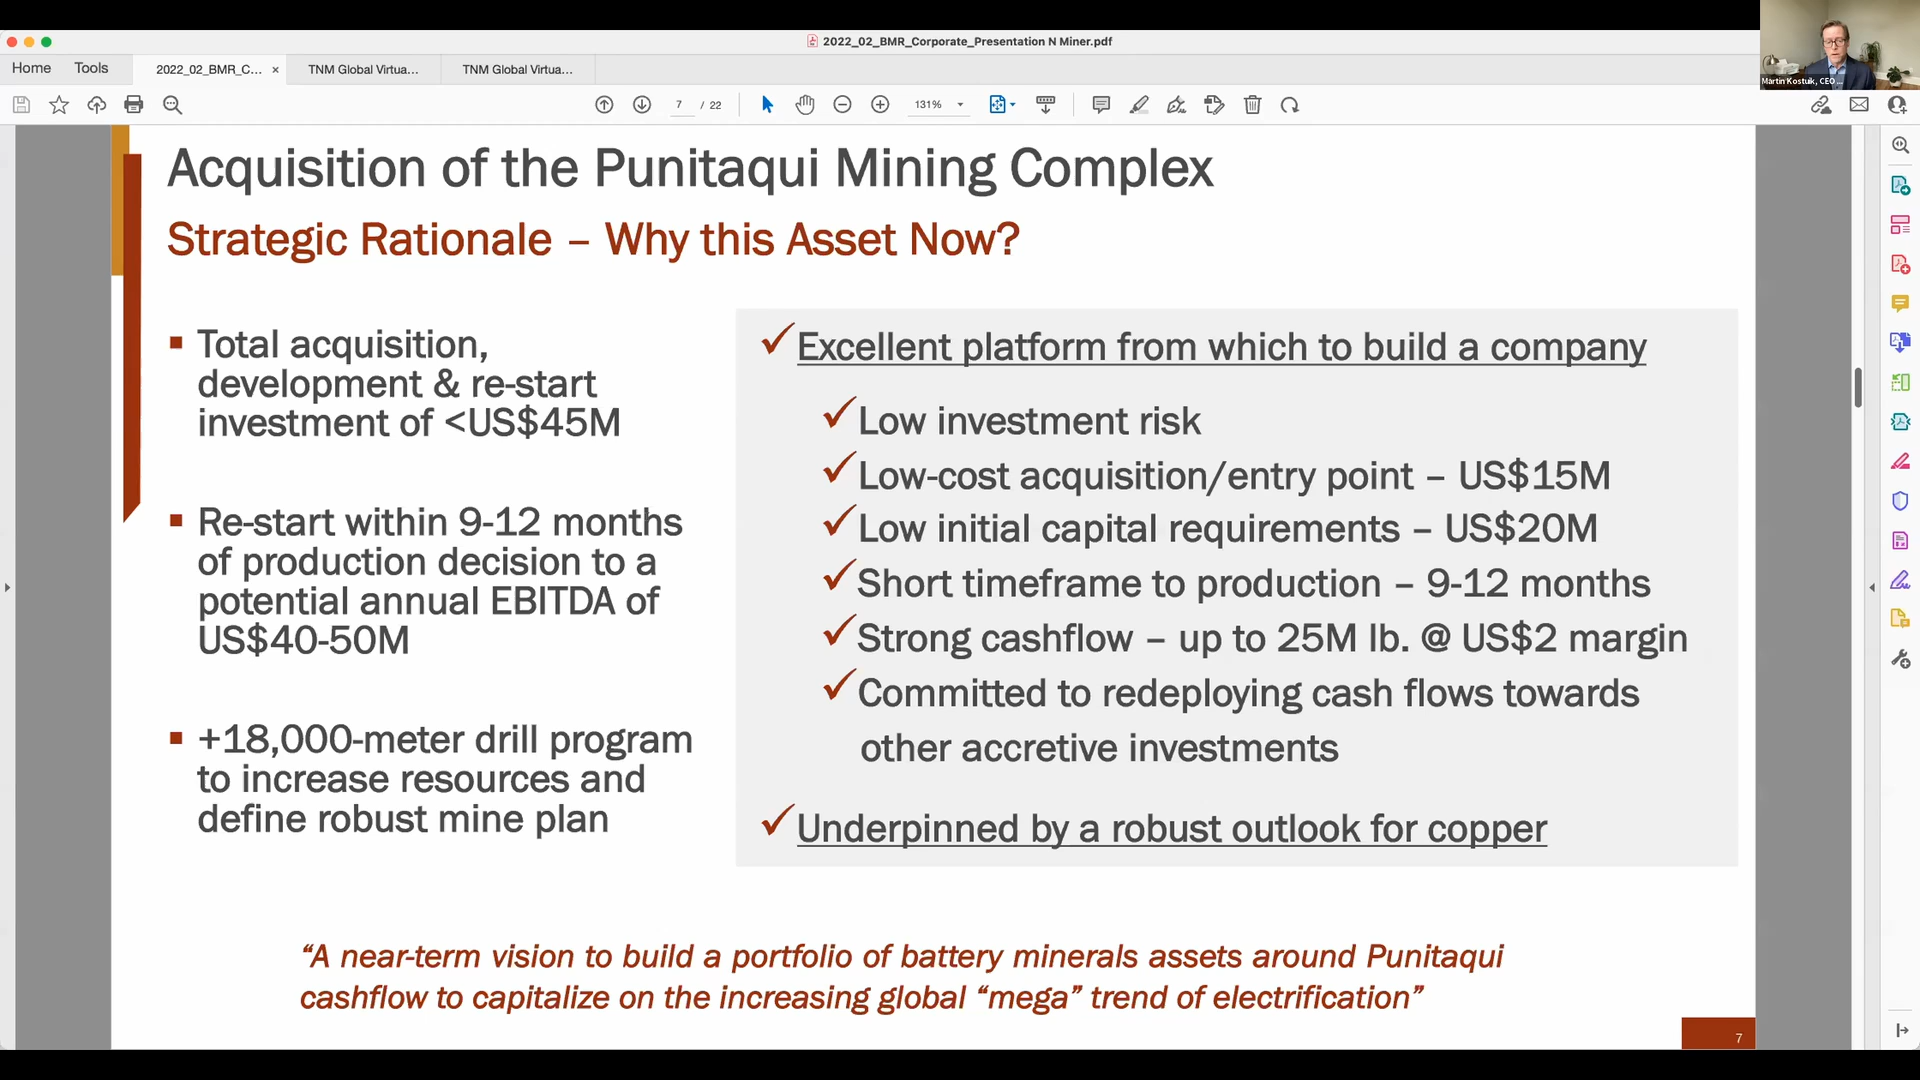 2022_02_BMR_Corporate_Presentation N Miner.pdf
Home Tools 2022_02_BMR_C... × TNM Global Virtua... TNM Global Virtua...
Martin Kostuik, CEO ...
7 / 22 131%
Acquisition of the Punitaqui Mining Complex
Strategic Rationale – Why this Asset Now?
Total acquisition,
development & re-start
investment of <US$45M
Re-start within 9-12 months
of production decision to a
potential annual EBITDA of
US$40-50M
+18,000-meter drill program
to increase resources and
define robust mine plan
Excellent platform from which to build a company
Low investment risk
Low-cost acquisition/entry point – US$15M
Low initial capital requirements – US$20M
Short timeframe to production – 9-12 months
Strong cashflow – up to 25M lb. @ US$2 margin
Committed to redeploying cash flows towards
other accretive investments
Underpinned by a robust outlook for copper
“A near-term vision to build a portfolio of battery minerals assets around Punitaqui
cashflow to capitalize on the increasing global “mega” trend of electrification”
7